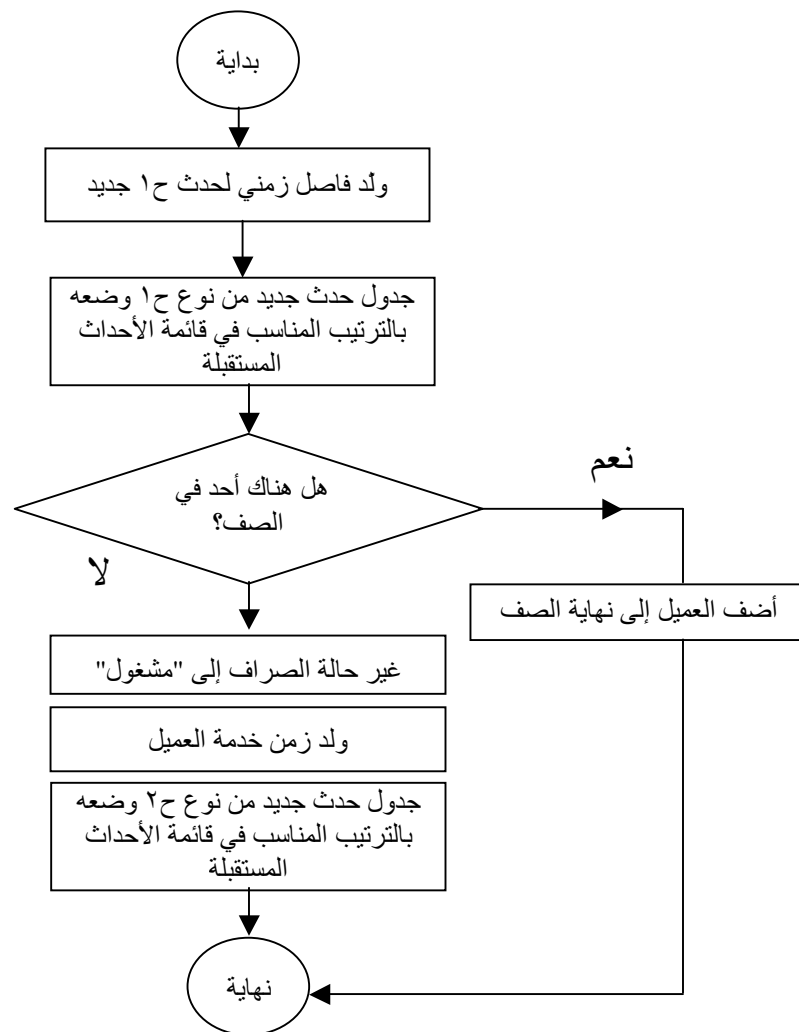 بداية
ولّد فاصل زمني لحدث ح١ جديد
جدول حدث جديد من نوع ح١ وضعه
بالترتيب المناسب في قائمة الأحداث
المستقبلة
هل هناك أحد في
الصف؟
نعم
لا
أضف العميل إلى نهاية الصف
غير حالة الصراف إلى "مشغول"
ولد زمن خدمة العميل
جدول حدث جديد من نوع ح٢ وضعه
بالترتيب المناسب في قائمة الأحداث
المستقبلة
نهاية